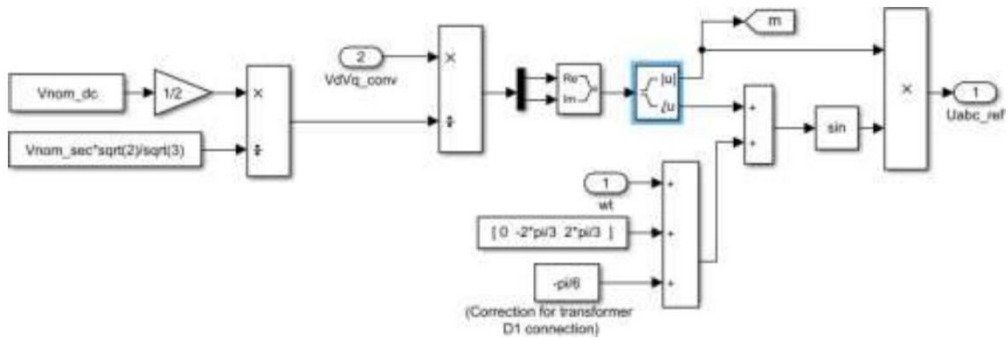 m
2
VdVq_conv
Vnom_dc
1/2
×
÷
Vnom_sec*sqrt(2)/sqrt(3)
×
÷
Re
Im
|u|
∠u
+
+
sin
×
1
Uabc_ref
1
wt
[ 0 -2*pi/3 2*pi/3 ]
-pi/6
+
+
+
(Correction for transformer
D1 connection)